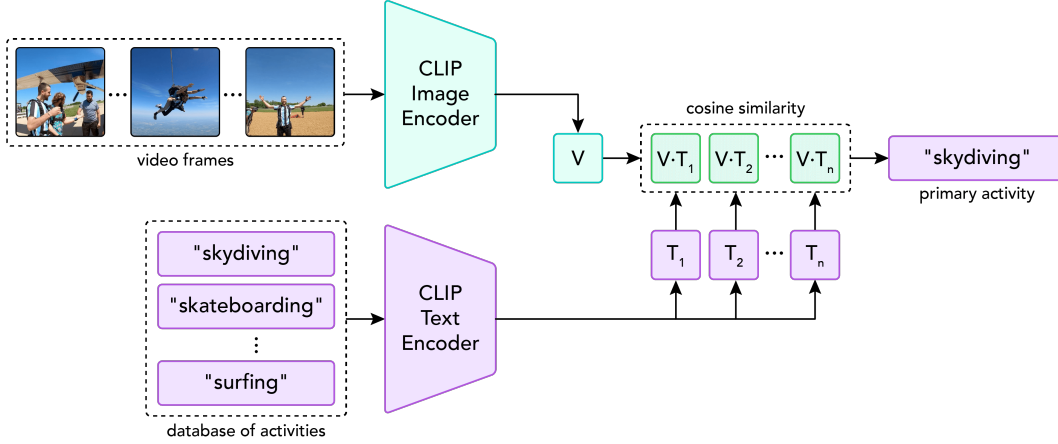 CLIP
Image
Encoder
video frames
V
cosine similarity
V·T1 V·T2 ... V·Tn
"skydiving"
primary activity
T1 T2 ... Tn
"skydiving"
"skateboarding"
"surfing"
database of activities
CLIP
Text
Encoder